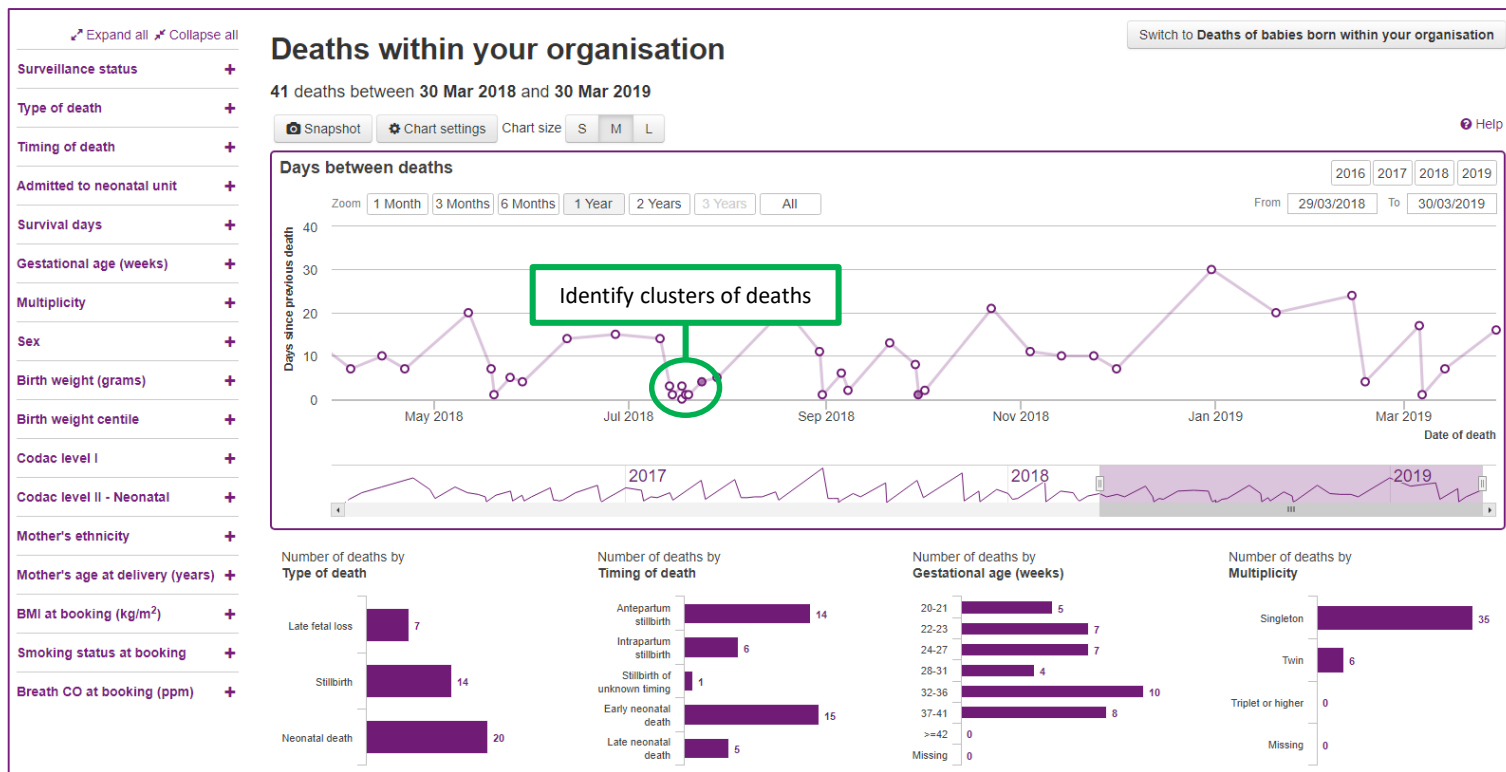 Expand all Collapse all
Surveillance status +
Type of death +
Timing of death +
Admitted to neonatal unit +
Survival days +
Gestational age (weeks) +
Multiplicity +
Sex +
Birth weight (grams) +
Birth weight centile +
Codac level I +
Codac level II - Neonatal +
Mother's ethnicity +
Mother's age at delivery (years) +
BMI at booking (kg/m²) +
Smoking status at booking +
Breath CO at booking (ppm) +
Deaths within your organisation
Switch to Deaths of babies born within your organisation
41 deaths between 30 Mar 2018 and 30 Mar 2019
Snapshot Chart settings Chart size S M L
Help
Days between deaths
2016 2017 2018 2019
Zoom 1 Month 3 Months 6 Months 1 Year 2 Years 3 Years All
From 29/03/2018 To 30/03/2019
Days since previous death
40
30
20
10
0
Identify clusters of deaths
May 2018 Jul 2018 Sep 2018 Nov 2018 Jan 2019 Mar 2019
Date of death
2017 2018 2019
Number of deaths by
Type of death
Late fetal loss 7
Stillbirth 14
Neonatal death 20
Number of deaths by
Timing of death
Antepartum
stillbirth 14
Intrapartum
stillbirth 6
Stillbirth of
unknown timing 1
Early neonatal
death 15
Late neonatal
death 5
Number of deaths by
Gestational age (weeks)
20-21 5
22-23 7
24-27 7
28-31 4
32-36 10
37-41 8
>=42 0
Missing 0
Number of deaths by
Multiplicity
Singleton 35
Twin 6
Triplet or higher 0
Missing 0